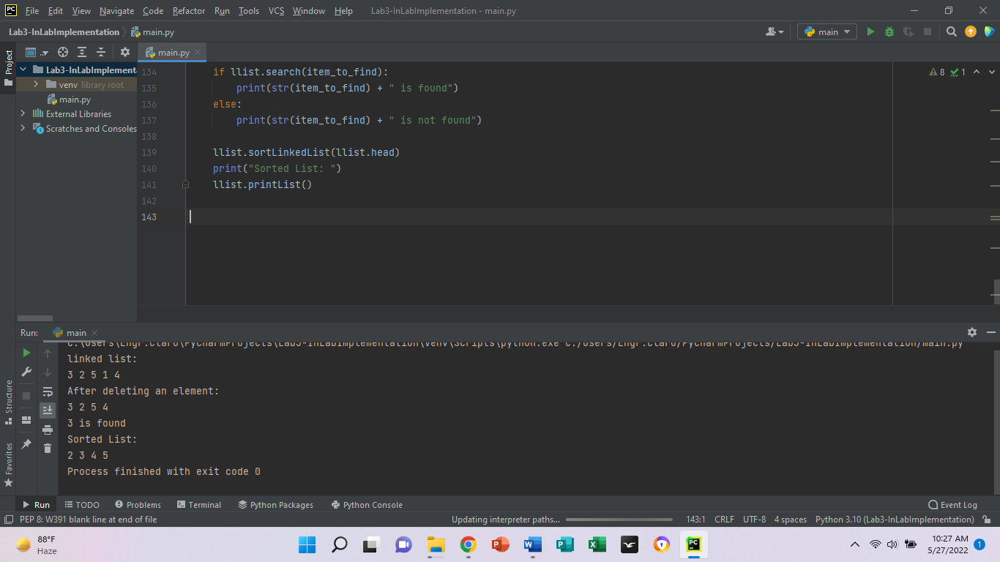 PC File Edit View Navigate Code Refactor Run Tools VCS Window Help Lab3-InLabImplementation - main.py
Lab3-InLabImplementation main.py main
Project
main.py
Lab3-InLabImplementa
venv library root
main.py
External Libraries
Scratches and Consoles
8 1
134 if llist.search(item_to_find):
135 print(str(item_to_find) + " is found")
136 else:
137 print(str(item_to_find) + " is not found")
138
139 llist.sortLinkedList(llist.head)
140 print("Sorted List: ")
141 llist.printList()
142
143
Run: main
C:\Users\Engr.Claro\PycharmProjects\Lab3-InLabImplementation\venv\Scripts\python.exe C:/Users/Engr.Claro/PycharmProjects/Lab3-InLabImplementation/main.py
linked list:
3 2 5 1 4
After deleting an element:
3 2 5 4
3 is found
Sorted List:
2 3 4 5
Process finished with exit code 0
Structure
Favorites
Run TODO Problems Terminal Python Packages Python Console Event Log
PEP 8: W391 blank line at end of file Updating interpreter paths... 143:1 CRLF UTF-8 4 spaces Python 3.10 (Lab3-InLabImplementation)
88°F
Haze
10:27 AM
5/27/2022
1